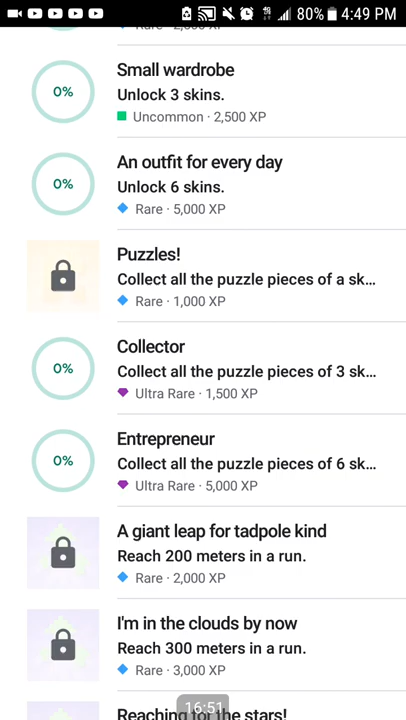 80% 4:49 PM
Rare · 2,500 XP
0%
Small wardrobe
Unlock 3 skins.
Uncommon · 2,500 XP
0%
An outfit for every day
Unlock 6 skins.
Rare · 5,000 XP
Puzzles!
Collect all the puzzle pieces of a sk...
Rare · 1,000 XP
0%
Collector
Collect all the puzzle pieces of 3 sk...
Ultra Rare · 1,500 XP
0%
Entrepreneur
Collect all the puzzle pieces of 6 sk...
Ultra Rare · 5,000 XP
A giant leap for tadpole kind
Reach 200 meters in a run.
Rare · 2,000 XP
I'm in the clouds by now
Reach 300 meters in a run.
Rare · 3,000 XP
16:51
Reaching for the stars!